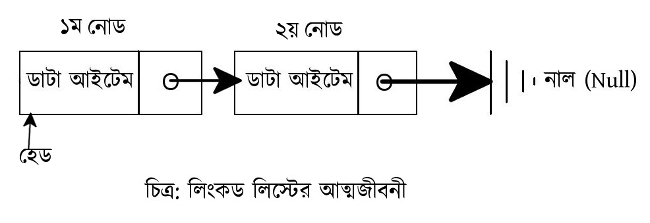 ১ম নোড ২য় নোড
ডাটা আইটেম ডাটা আইটেম নাল (Null)
হেড
চিত্র: লিংকড লিস্টের আত্মজীবনী